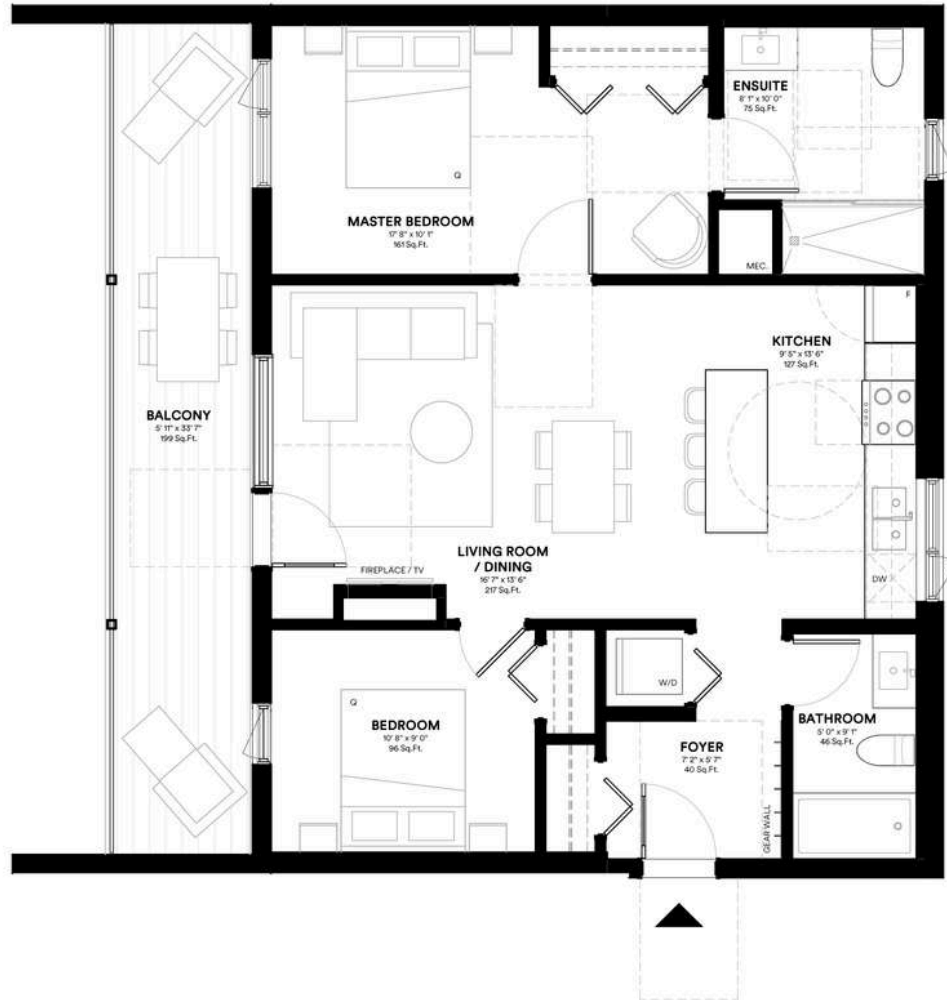 ENSUITE
8' 1" x 10' 0"
75 Sq.Ft.
Q
MASTER BEDROOM
17' 8" x 10' 1"
161 Sq.Ft.
MEC.
F
KITCHEN
9' 5" x 13' 6"
127 Sq.Ft.
BALCONY
5' 11" x 33' 7"
199 Sq.Ft.
LIVING ROOM
/ DINING
16' 7" x 13' 6"
217 Sq.Ft.
FIREPLACE / TV
DW
W/D
Q
BEDROOM
10' 8" x 9' 0"
96 Sq.Ft.
FOYER
7' 2" x 5' 7"
40 Sq.Ft.
GEAR WALL
BATHROOM
5' 0" x 9' 1"
46 Sq.Ft.